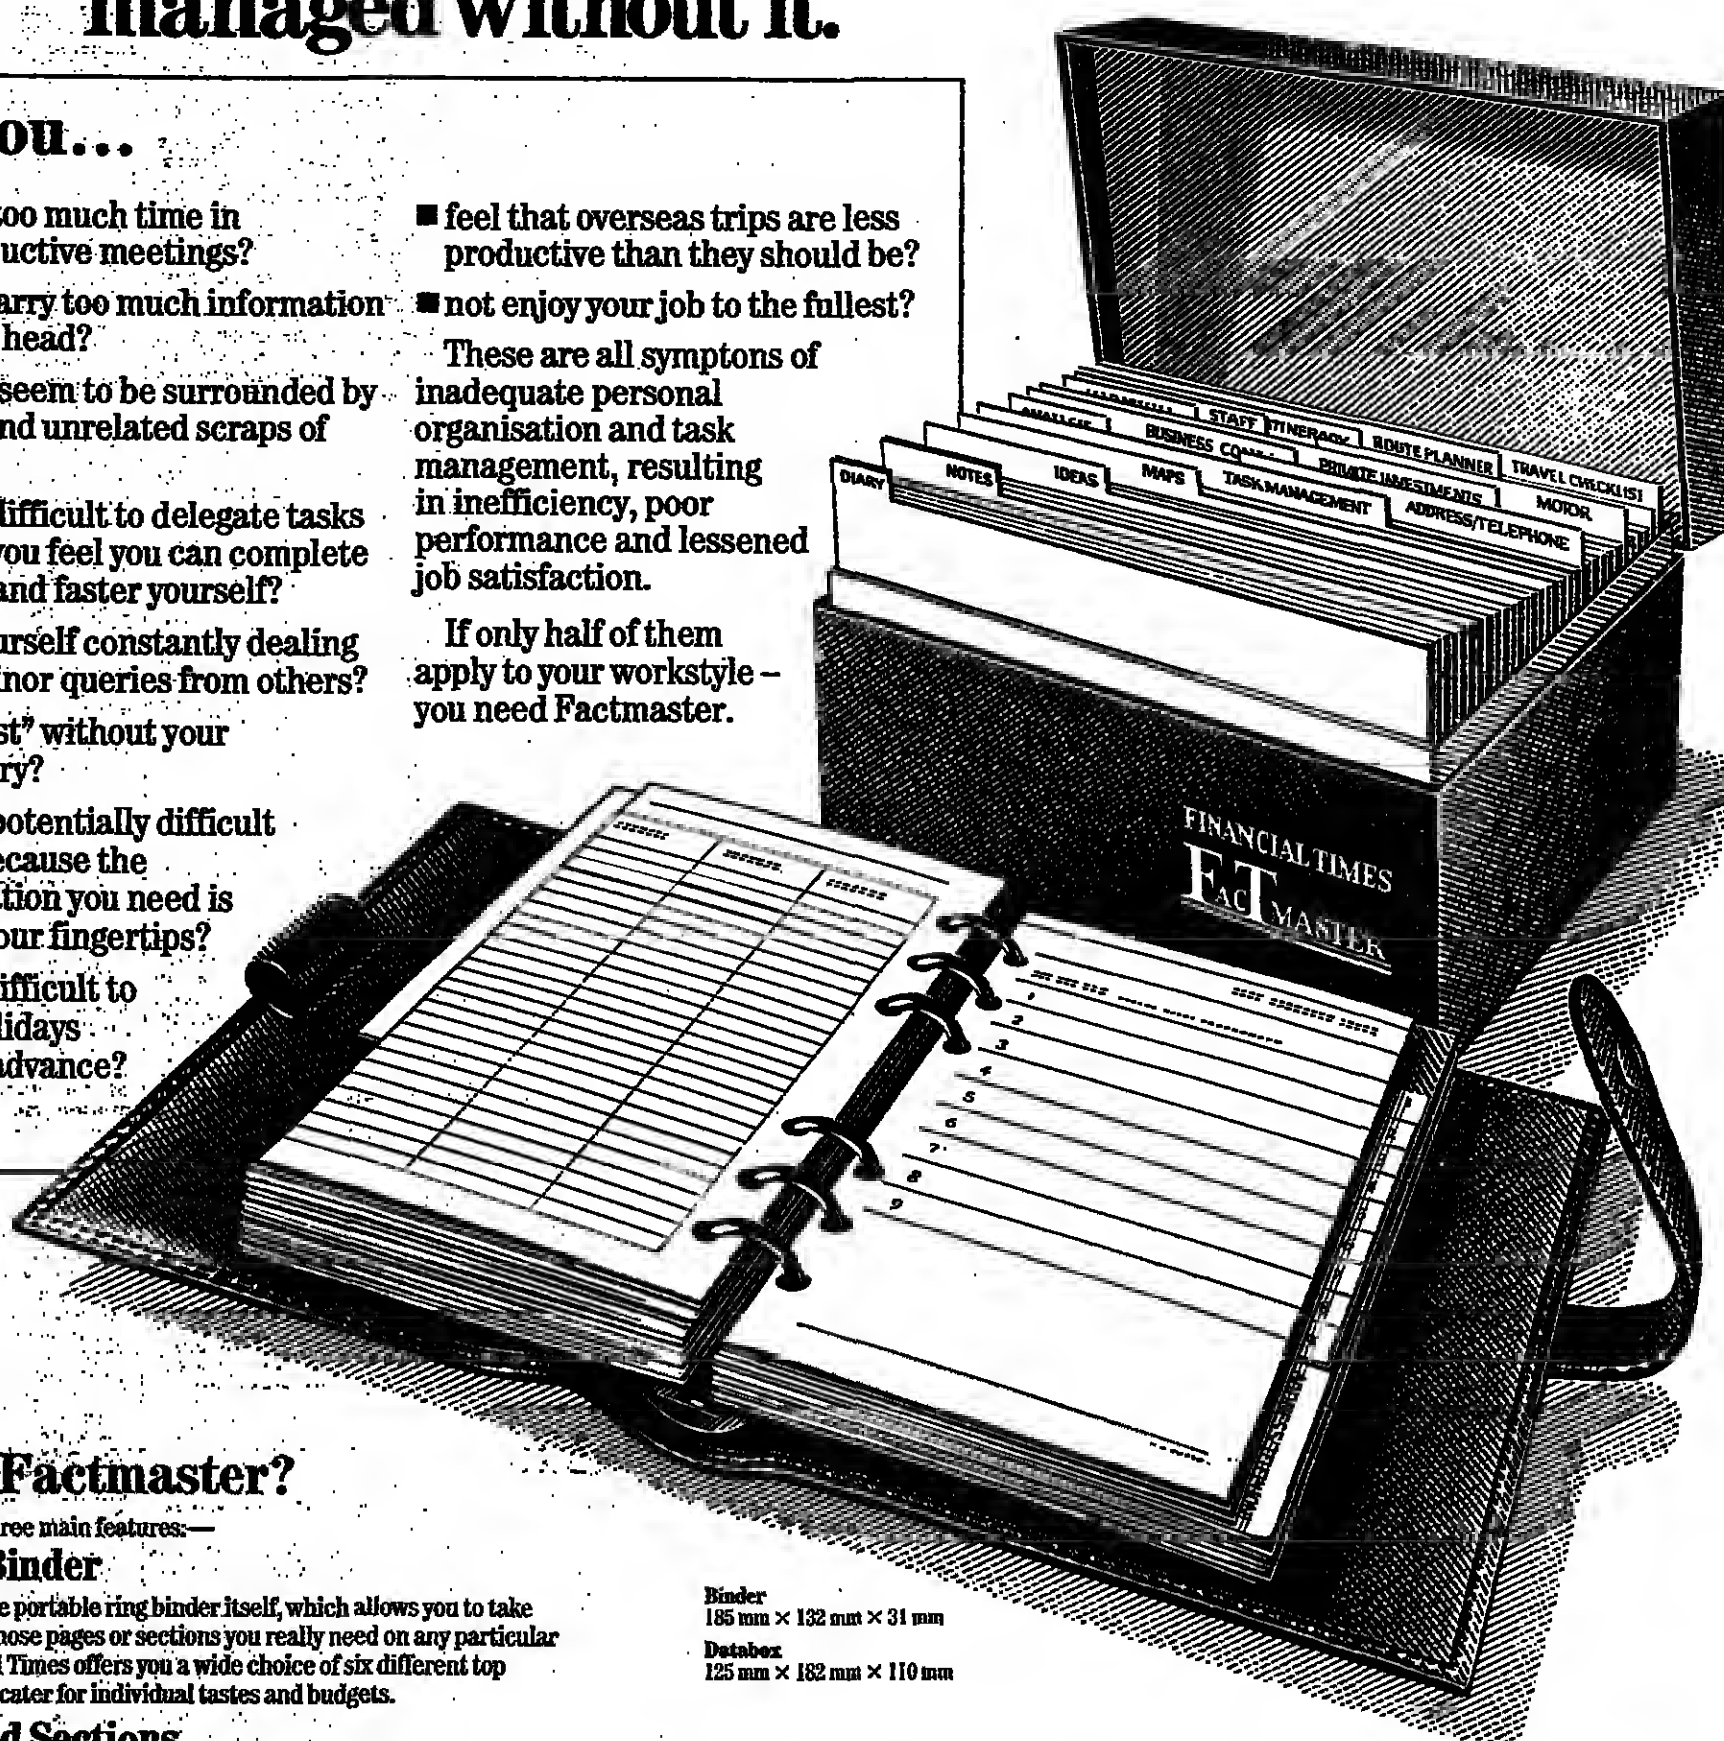 managed without it.
ou...
too much time in
uctive meetings?
arry too much information
head?
seem to be surrounded by
nd unrelated scraps of
difficult to delegate tasks
you feel you can complete
and faster yourself?
urself constantly dealing
inor queries from others?
st" without your
ry?
potentially difficult
ecause the
tion you need is
our fingertips?
ifficult to
lidays
advance?
■ feel that overseas trips are less
productive than they should be?
■ not enjoy your job to the fullest?
These are all symptons of
inadequate personal
organisation and task
management, resulting
in inefficiency, poor
performance and lessened
job satisfaction.
If only half of them
apply to your workstyle –
you need Factmaster.
STAFF
ROUTE PLANNER
TRAVEL CHECKLIST
ANALYSIS
BUSINESS
PRIVATE INVESTMENTS
MOTOR
DIARY
NOTES
IDEAS
MAPS
TASK MANAGEMENT
ADDRESS/TELEPHONE
FINANCIAL TIMES
FACTMASTER
1
2
3
4
5
6
7
8
9
Factmaster?
ree main features:—
Binder
e portable ring binder itself, which allows you to take
hose pages or sections you really need on any particular
l Times offers you a wide choice of six different top
cater for individual tastes and budgets.
d Sections
Binder
185 mm × 132 mm × 31 mm
Databox
125 mm × 182 mm × 110 mm